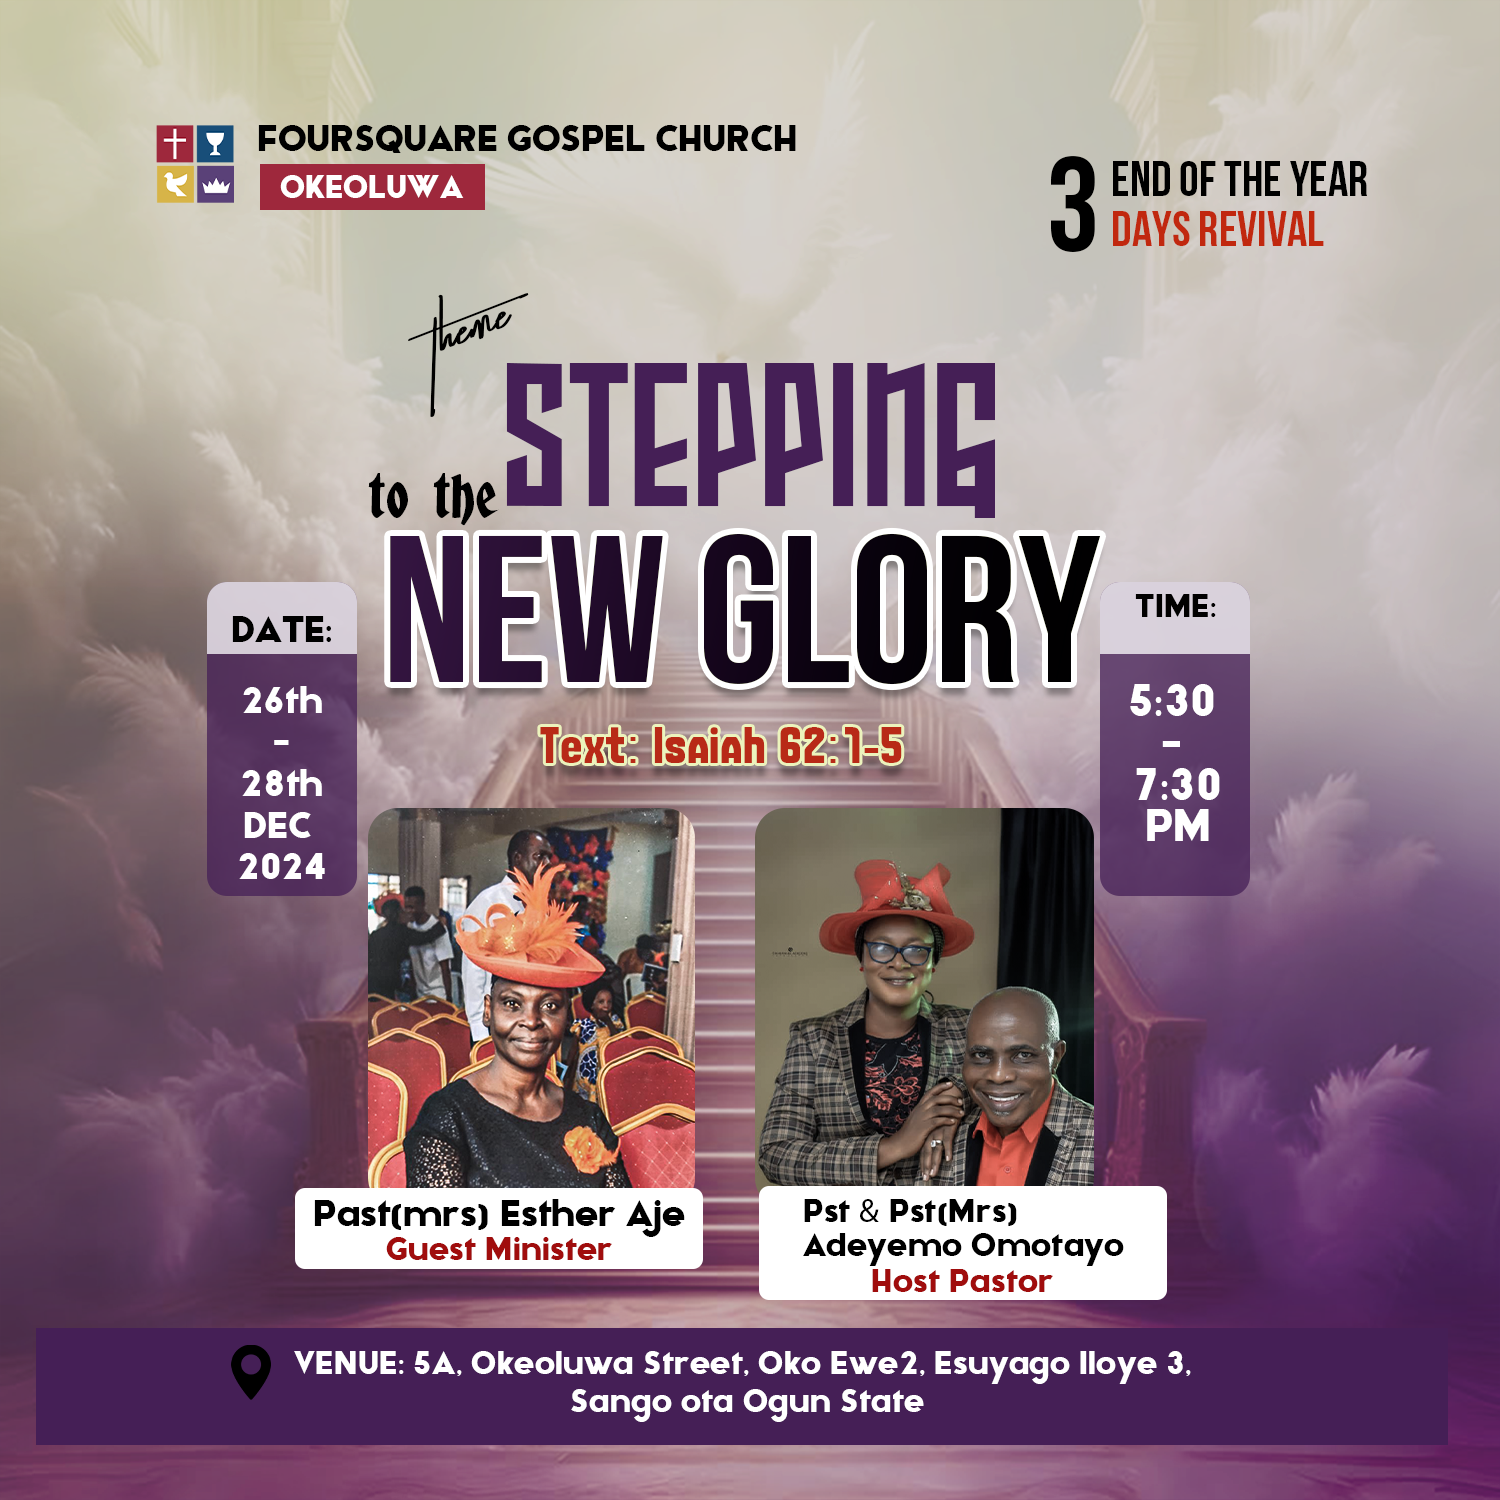 FOURSQUARE GOSPEL CHURCH
OKEOLUWA
3
END OF THE YEAR
DAYS REVIVAL
theme
STEPPING
to the
NEW GLORY
Text: Isaiah 62:1-5
DATE:
26th
-
28th
DEC
2024
TIME:
5:30
-
7:30
PM
Past(mrs) Esther Aje
Guest Minister
Pst & Pst(Mrs)
Adeyemo Omotayo
Host Pastor
VENUE: 5A, Okeoluwa Street, Oko Ewe2, Esuyago Iloye 3,
Sango ota Ogun State